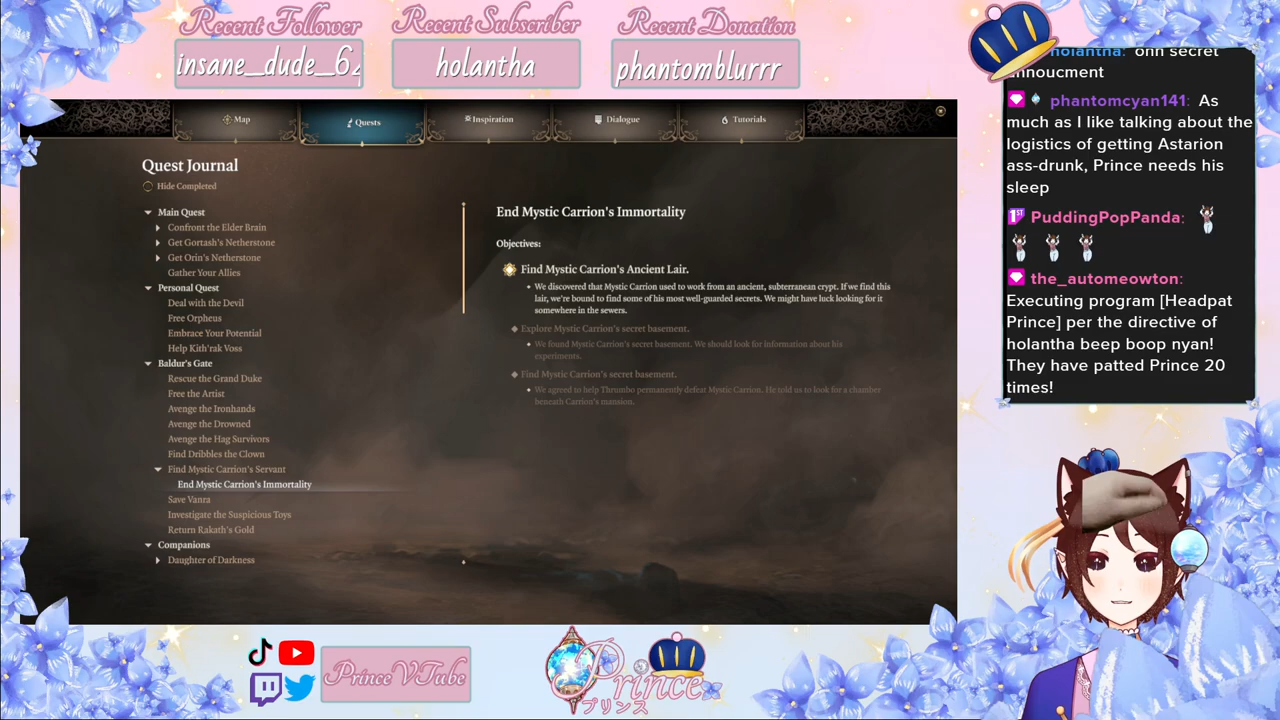 Recent Follower
insane_dude_64
Recent Subscriber
holantha
Recent Donation
phantomblurrr
Map
Quests
Inspiration
Dialogue
Tutorials
Quest Journal
Hide Completed
Main Quest
Confront the Elder Brain
Get Gortash's Netherstone
Get Orin's Netherstone
Gather Your Allies
Personal Quest
Deal with the Devil
Free Orpheus
Embrace Your Potential
Help Kith'rak Voss
Baldur's Gate
Rescue the Grand Duke
Free the Artist
Avenge the Ironhands
Avenge the Drowned
Avenge the Hag Survivors
Find Dribbles the Clown
Find Mystic Carrion's Servant
End Mystic Carrion's Immortality
Save Vanra
Investigate the Suspicious Toys
Return Rakath's Gold
Companions
Daughter of Darkness
End Mystic Carrion's Immortality
Objectives:
Find Mystic Carrion's Ancient Lair.
We discovered that Mystic Carrion used to work from an ancient, subterranean crypt. If we find this
lair, we're bound to find some of his most well-guarded secrets. We might have luck looking for it
somewhere in the sewers.
Explore Mystic Carrion's secret basement.
We found Mystic Carrion's secret basement. We should look for information about his
experiments.
Find Mystic Carrion's secret basement.
We agreed to help Thrumbo permanently defeat Mystic Carrion. He told us to look for a chamber
beneath Carrion's mansion.
holantha: ohh secret
annoucment
phantomcyan141: As
much as I like talking about the
logistics of getting Astarion
ass-drunk, Prince needs his
sleep
1ST PuddingPopPanda:
the_automeowton:
Executing program [Headpat
Prince] per the directive of
holantha beep boop nyan!
They have patted Prince 20
times!
Prince VTube
Prince
プリンス